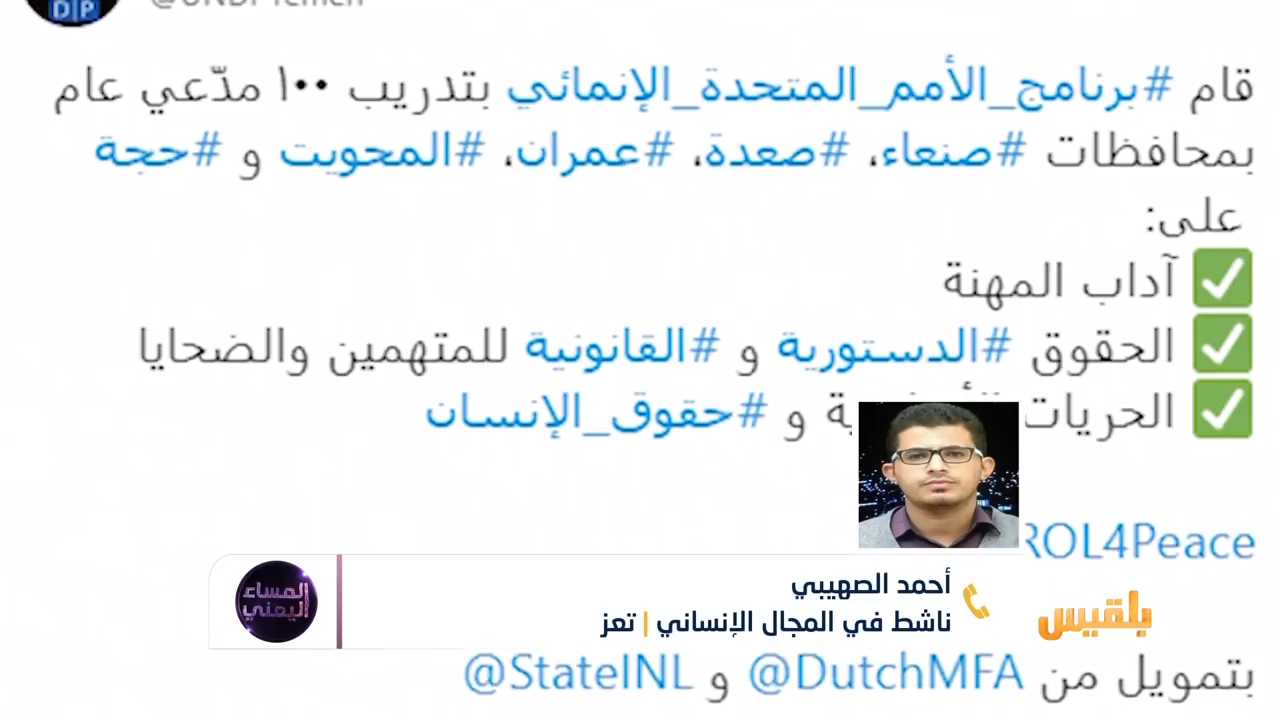 DP
@UNDPYemen
قام #برنامج_الأمم_المتحدة_الإنمائي بتدريب ١٠٠ مدّعي عام
بمحافظات #صنعاء، #صعدة، #عمران، #المحويت و #حجة
على:
✅ آداب المهنة
✅ الحقوق #الدستورية و #القانونية للمتهمين والضحايا
✅ الحريات و #حقوق_الإنسان
ROL4Peace
أحمد الصهيبي
ناشط في المجال الإنساني | تعز
بلقيس
المساء
اليمني
بتمويل من @DutchMFA و @StateINL